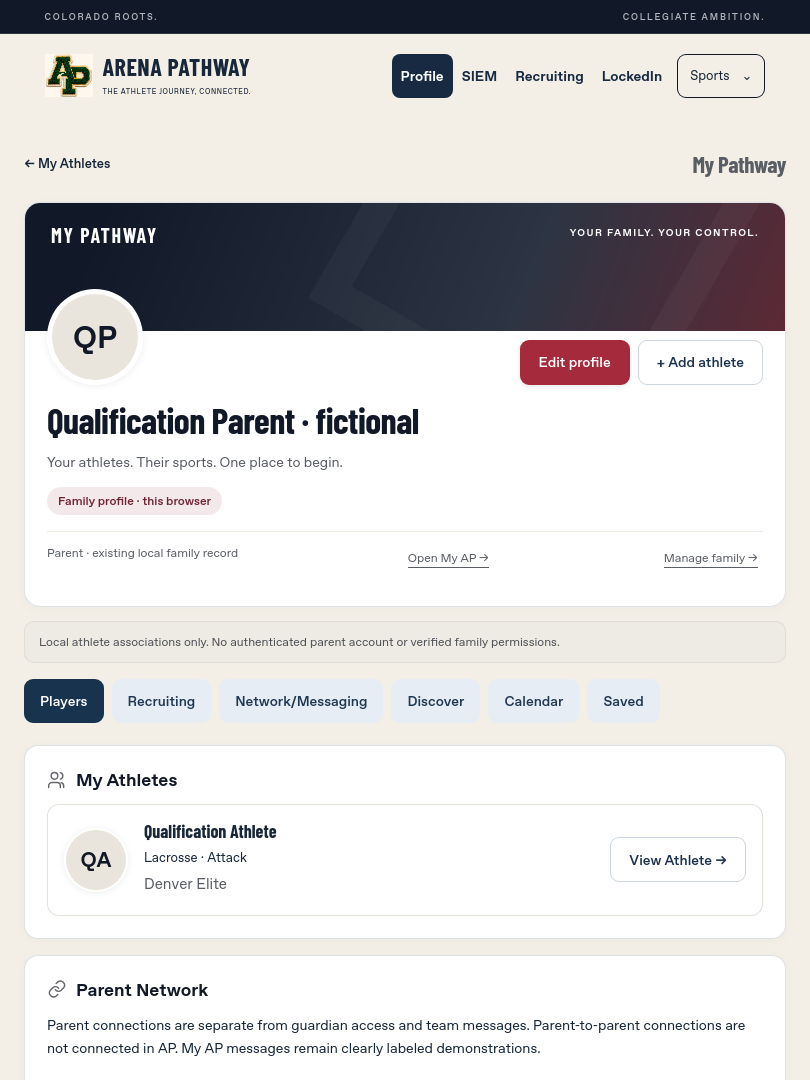 COLORADO ROOTS.
COLLEGIATE AMBITION.
AP
ARENA PATHWAY
THE ATHLETE JOURNEY, CONNECTED.
Profile
SIEM
Recruiting
LockedIn
Sports
← My Athletes
My Pathway
MY PATHWAY
YOUR FAMILY. YOUR CONTROL.
QP
Edit profile
+ Add athlete
Qualification Parent · fictional
Your athletes. Their sports. One place to begin.
Family profile · this browser
Parent · existing local family record
Open My AP →
Manage family →
Local athlete associations only. No authenticated parent account or verified family permissions.
Players
Recruiting
Network/Messaging
Discover
Calendar
Saved
My Athletes
QA
Qualification Athlete
Lacrosse · Attack
Denver Elite
View Athlete →
Parent Network
Parent connections are separate from guardian access and team messages. Parent-to-parent connections are
not connected in AP. My AP messages remain clearly labeled demonstrations.